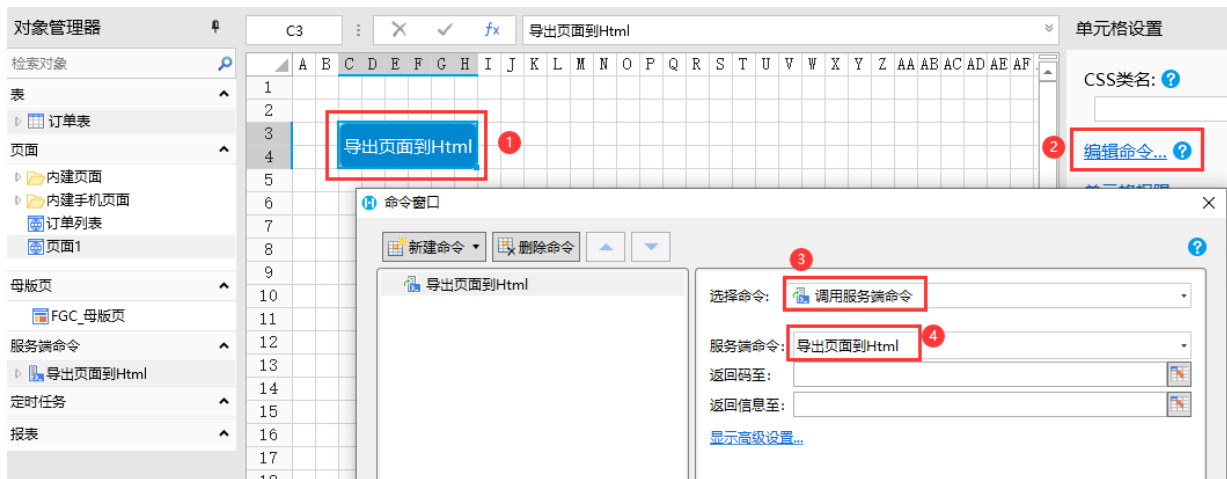 对象管理器
C3
fx
导出页面到Html
单元格设置
检索对象
A B C D E F G H I J K L M N O P Q R S T U V W X Y Z AA AB AC AD AE AF
CSS类名:
表
1
订单表
2
3
导出页面到Html
1
2
编辑命令...
页面
4
内建页面
5
内建手机页面
6
命令窗口
订单列表
7
页面1
8
新建命令
删除命令
9
3
母版页
导出页面到Html
选择命令:
调用服务端命令
10
FGC_母版页
11
服务端命令
12
服务端命令:
导出页面到Html
4
导出页面到Html
13
返回码至:
定时任务
14
返回信息至:
15
报表
16
显示高级设置...
17